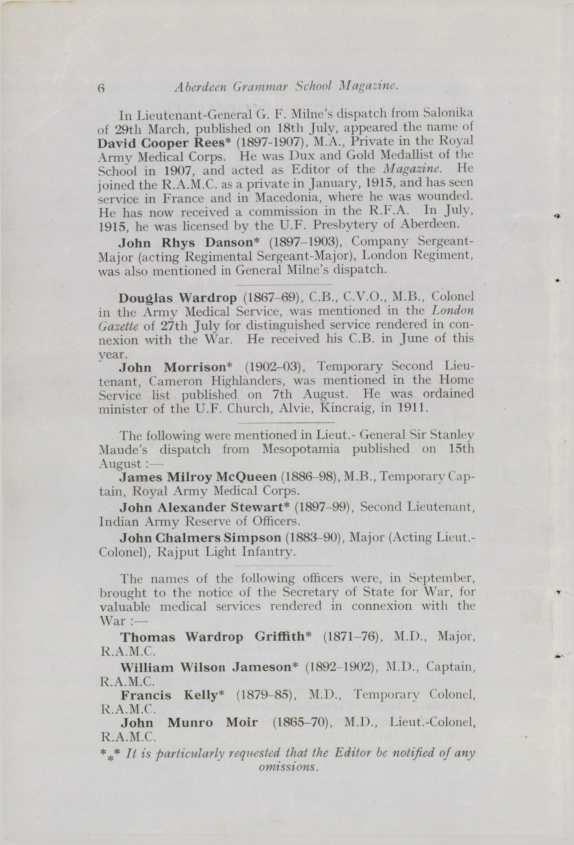 6 Aberdeen Grammar School Magazine.
In Lieutenant-General G. F. Milne's dispatch from Salonika
of 29th March, published on 18th July, appeared the name of
David Cooper Rees* (1897-1907), M.A., Private in the Royal
Army Medical Corps. He was Dux and Gold Medallist of the
School in 1907, and acted as Editor of the Magazine. He
joined the R.A.M.C. as a private in January, 1915, and has seen
service in France and in Macedonia, where he was wounded.
He has now received a commission in the R.F.A. In July,
1915, he was licensed by the U.F. Presbytery of Aberdeen.
John Rhys Danson* (1897–1903), Company Sergeant-
Major (acting Regimental Sergeant-Major), London Regiment,
was also mentioned in General Milne's dispatch.
Douglas Wardrop (1867–69), C.B., C.V.O., M.B., Colonel
in the Army Medical Service, was mentioned in the London
Gazette of 27th July for distinguished service rendered in con-
nexion with the War. He received his C.B. in June of this
year.
John Morrison* (1902–03), Temporary Second Lieu-
tenant, Cameron Highlanders, was mentioned in the Home
Service list published on 7th August. He was ordained
minister of the U.F. Church, Alvie, Kincraig, in 1911.
The following were mentioned in Lieut.- General Sir Stanley
Maude's dispatch from Mesopotamia published on 15th
August :—
James Milroy McQueen (1886–98), M.B., Temporary Cap-
tain, Royal Army Medical Corps.
John Alexander Stewart* (1897–99), Second Lieutenant,
Indian Army Reserve of Officers.
John Chalmers Simpson (1883–90), Major (Acting Lieut.-
Colonel), Rajput Light Infantry.
The names of the following officers were, in September,
brought to the notice of the Secretary of State for War, for
valuable medical services rendered in connexion with the
War :—
Thomas Wardrop Griffith* (1871–76), M.D., Major,
R.A.M.C.
William Wilson Jameson* (1892–1902), M.D., Captain,
R.A.M.C.
Francis Kelly* (1879–85), M.D., Temporary Colonel,
R.A.M.C.
John Munro Moir (1865–70), M.D., Lieut.-Colonel,
R.A.M.C.
*** It is particularly requested that the Editor be notified of any
omissions.